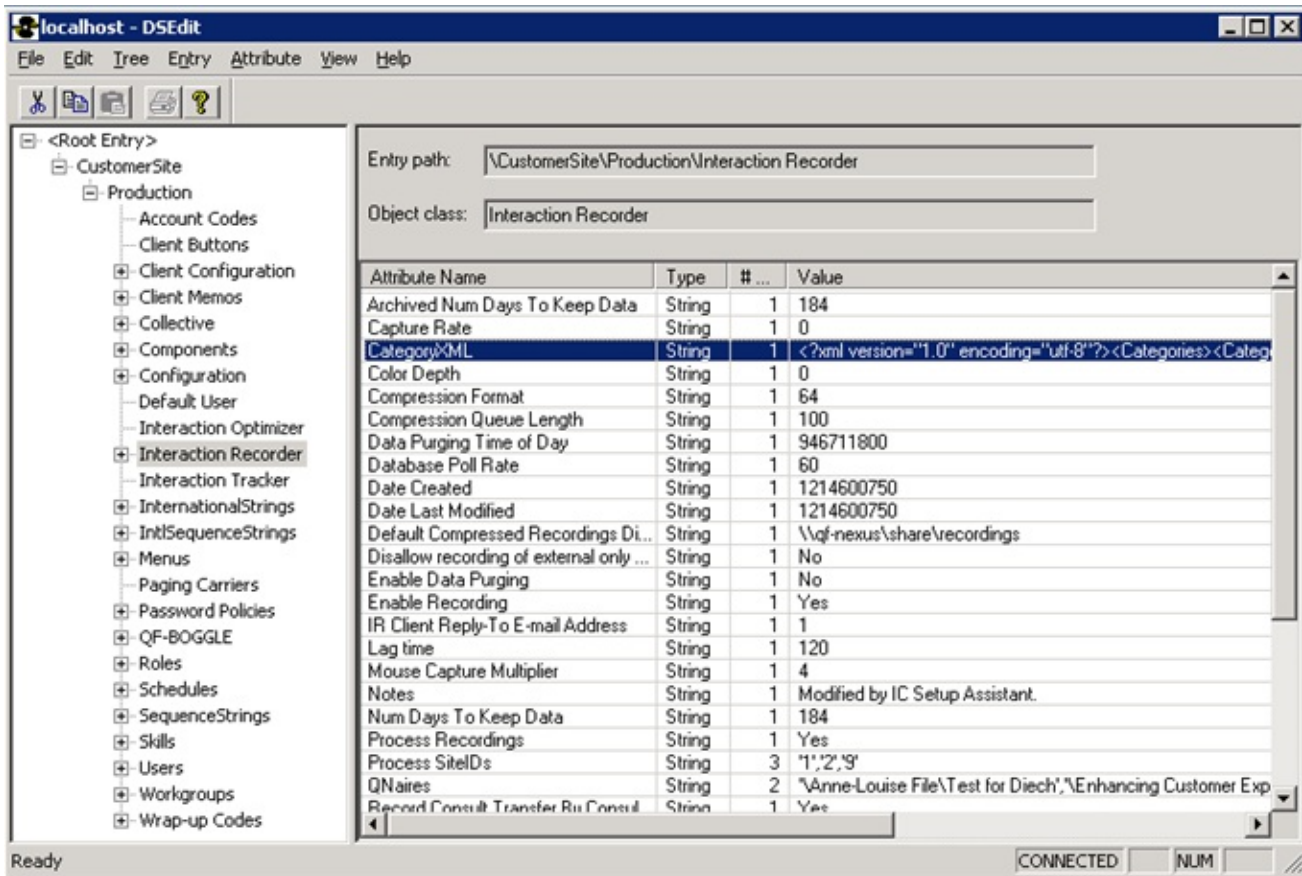 localhost - DSEdit
File Edit Tree Entry Attribute View Help
<Root Entry>
CustomerSite
Production
Account Codes
Client Buttons
Client Configuration
Client Memos
Collective
Components
Configuration
Default User
Interaction Optimizer
Interaction Recorder
Interaction Tracker
InternationalStrings
IntlSequenceStrings
Menus
Paging Carriers
Password Policies
QF-BOGGLE
Roles
Schedules
SequenceStrings
Skills
Users
Workgroups
Wrap-up Codes
Entry path: \CustomerSite\Production\Interaction Recorder
Object class: Interaction Recorder
Attribute Name Type # ... Value
Archived Num Days To Keep Data String 1 184
Capture Rate String 1 0
CategoryXML String 1 <?xml version="1.0" encoding="utf-8"?><Categories><Categ
Color Depth String 1 0
Compression Format String 1 64
Compression Queue Length String 1 100
Data Purging Time of Day String 1 946711800
Database Poll Rate String 1 60
Date Created String 1 1214600750
Date Last Modified String 1 1214600750
Default Compressed Recordings Di... String 1 \\qf-nexus\share\recordings
Disallow recording of external only ... String 1 No
Enable Data Purging String 1 No
Enable Recording String 1 Yes
IR Client Reply-To E-mail Address String 1 1
Lag time String 1 120
Mouse Capture Multiplier String 1 4
Notes String 1 Modified by IC Setup Assistant.
Num Days To Keep Data String 1 184
Process Recordings String 1 Yes
Process SiteIDs String 3 '1','2','9'
QNaires String 2 '\Anne-Louise File\Test for Diech','\Enhancing Customer Exp
Record Consult Transfer By Consul String 1 Yes
Ready CONNECTED NUM